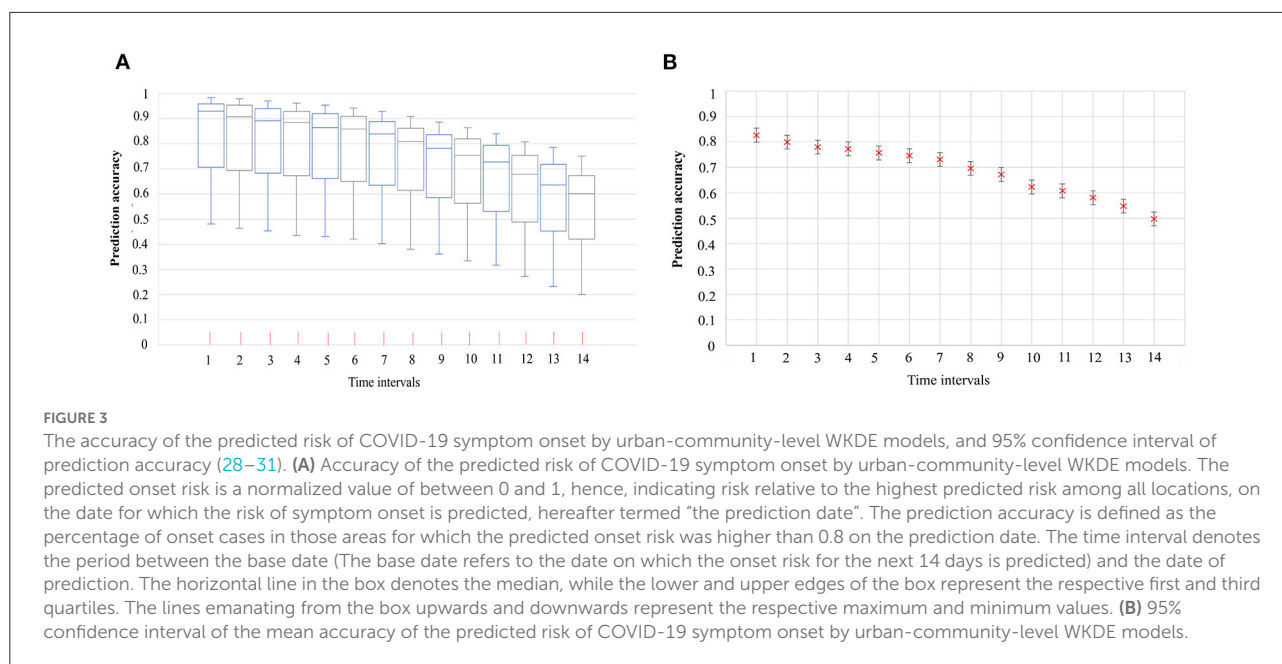 A
Prediction accuracy
1
0.9
0.8
0.7
0.6
0.5
0.4
0.3
0.2
0.1
0
1 2 3 4 5 6 7 8 9 10 11 12 13 14
Time intervals
B
Prediction accuracy
1
0.9
0.8
0.7
0.6
0.5
0.4
0.3
0.2
0.1
0
1 2 3 4 5 6 7 8 9 10 11 12 13 14
Time intervals
FIGURE 3
The accuracy of the predicted risk of COVID-19 symptom onset by urban-community-level WKDE models, and 95% confidence interval of
prediction accuracy (28–31). (A) Accuracy of the predicted risk of COVID-19 symptom onset by urban-community-level WKDE models. The
predicted onset risk is a normalized value of between 0 and 1, hence, indicating risk relative to the highest predicted risk among all locations, on
the date for which the risk of symptom onset is predicted, hereafter termed “the prediction date”. The prediction accuracy is defined as the
percentage of onset cases in those areas for which the predicted onset risk was higher than 0.8 on the prediction date. The time interval denotes
the period between the base date (The base date refers to the date on which the onset risk for the next 14 days is predicted) and the date of
prediction. The horizontal line in the box denotes the median, while the lower and upper edges of the box represent the respective first and third
quartiles. The lines emanating from the box upwards and downwards represent the respective maximum and minimum values. (B) 95%
confidence interval of the mean accuracy of the predicted risk of COVID-19 symptom onset by urban-community-level WKDE models.